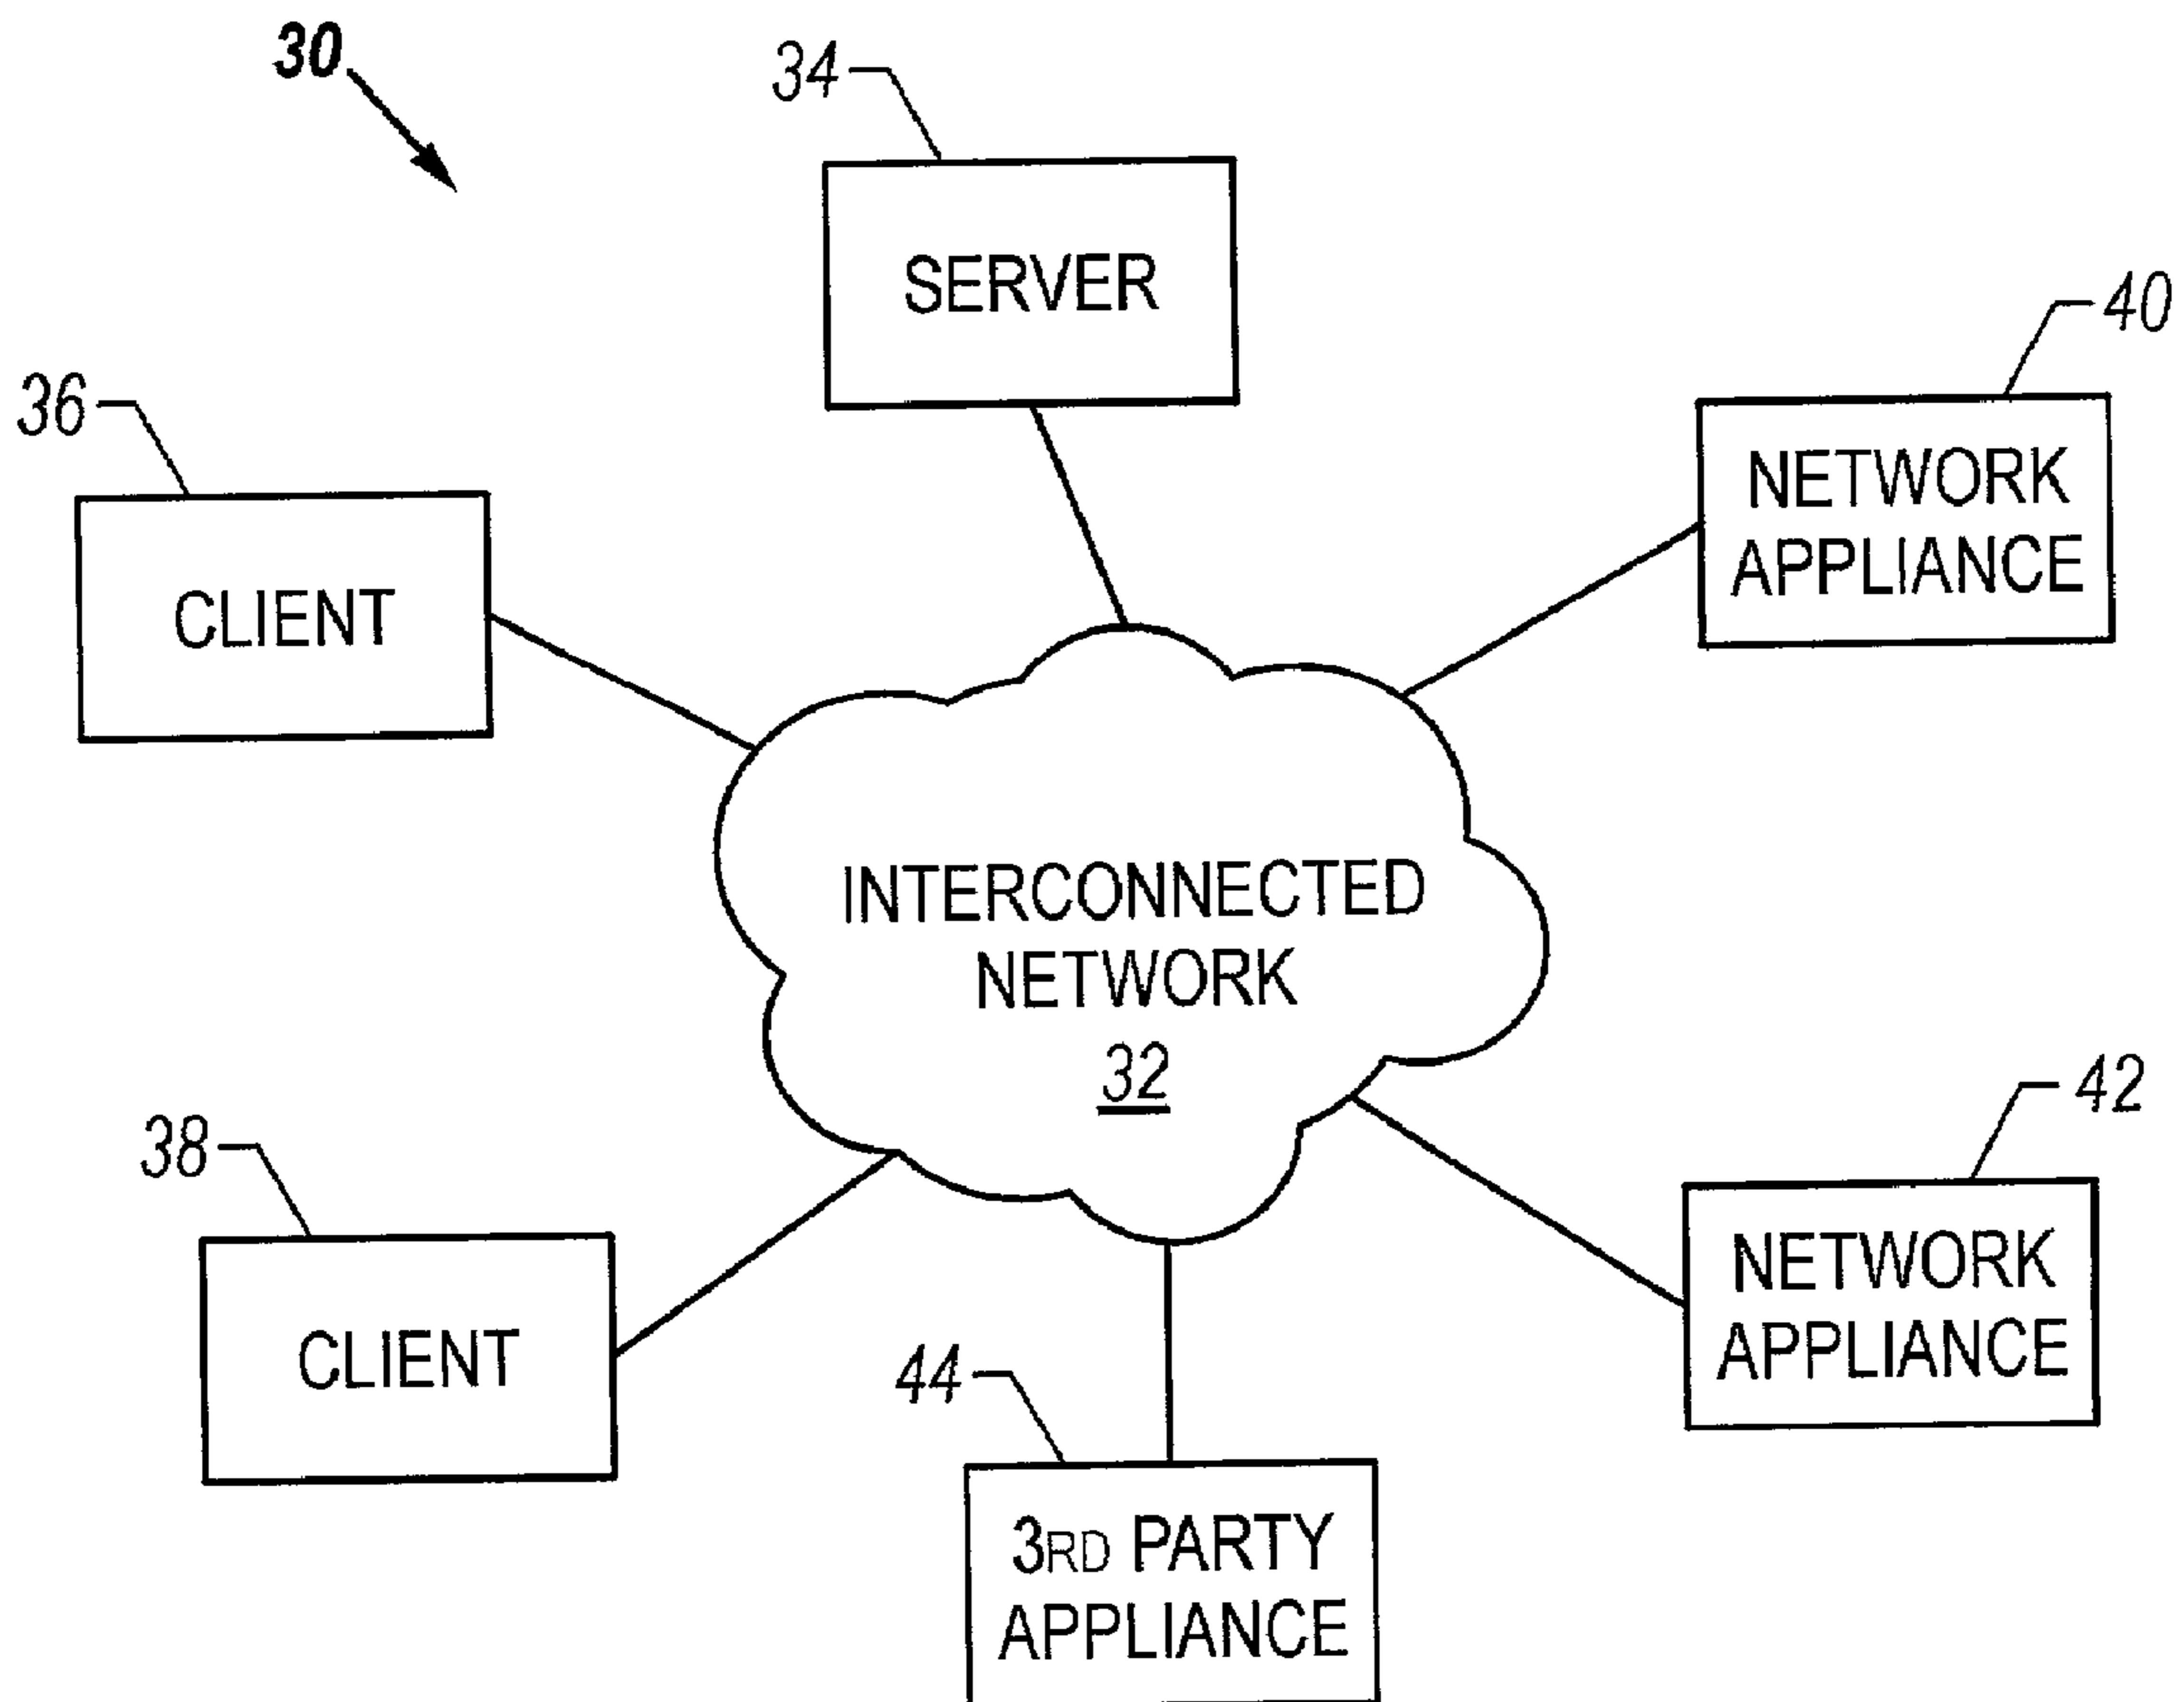 30
34
SERVER
40
36
NETWORK
APPLIANCE
CLIENT
INTERCONNECTED
NETWORK
32
42
38
NETWORK
APPLIANCE
CLIENT
44
3RD PARTY
APPLIANCE